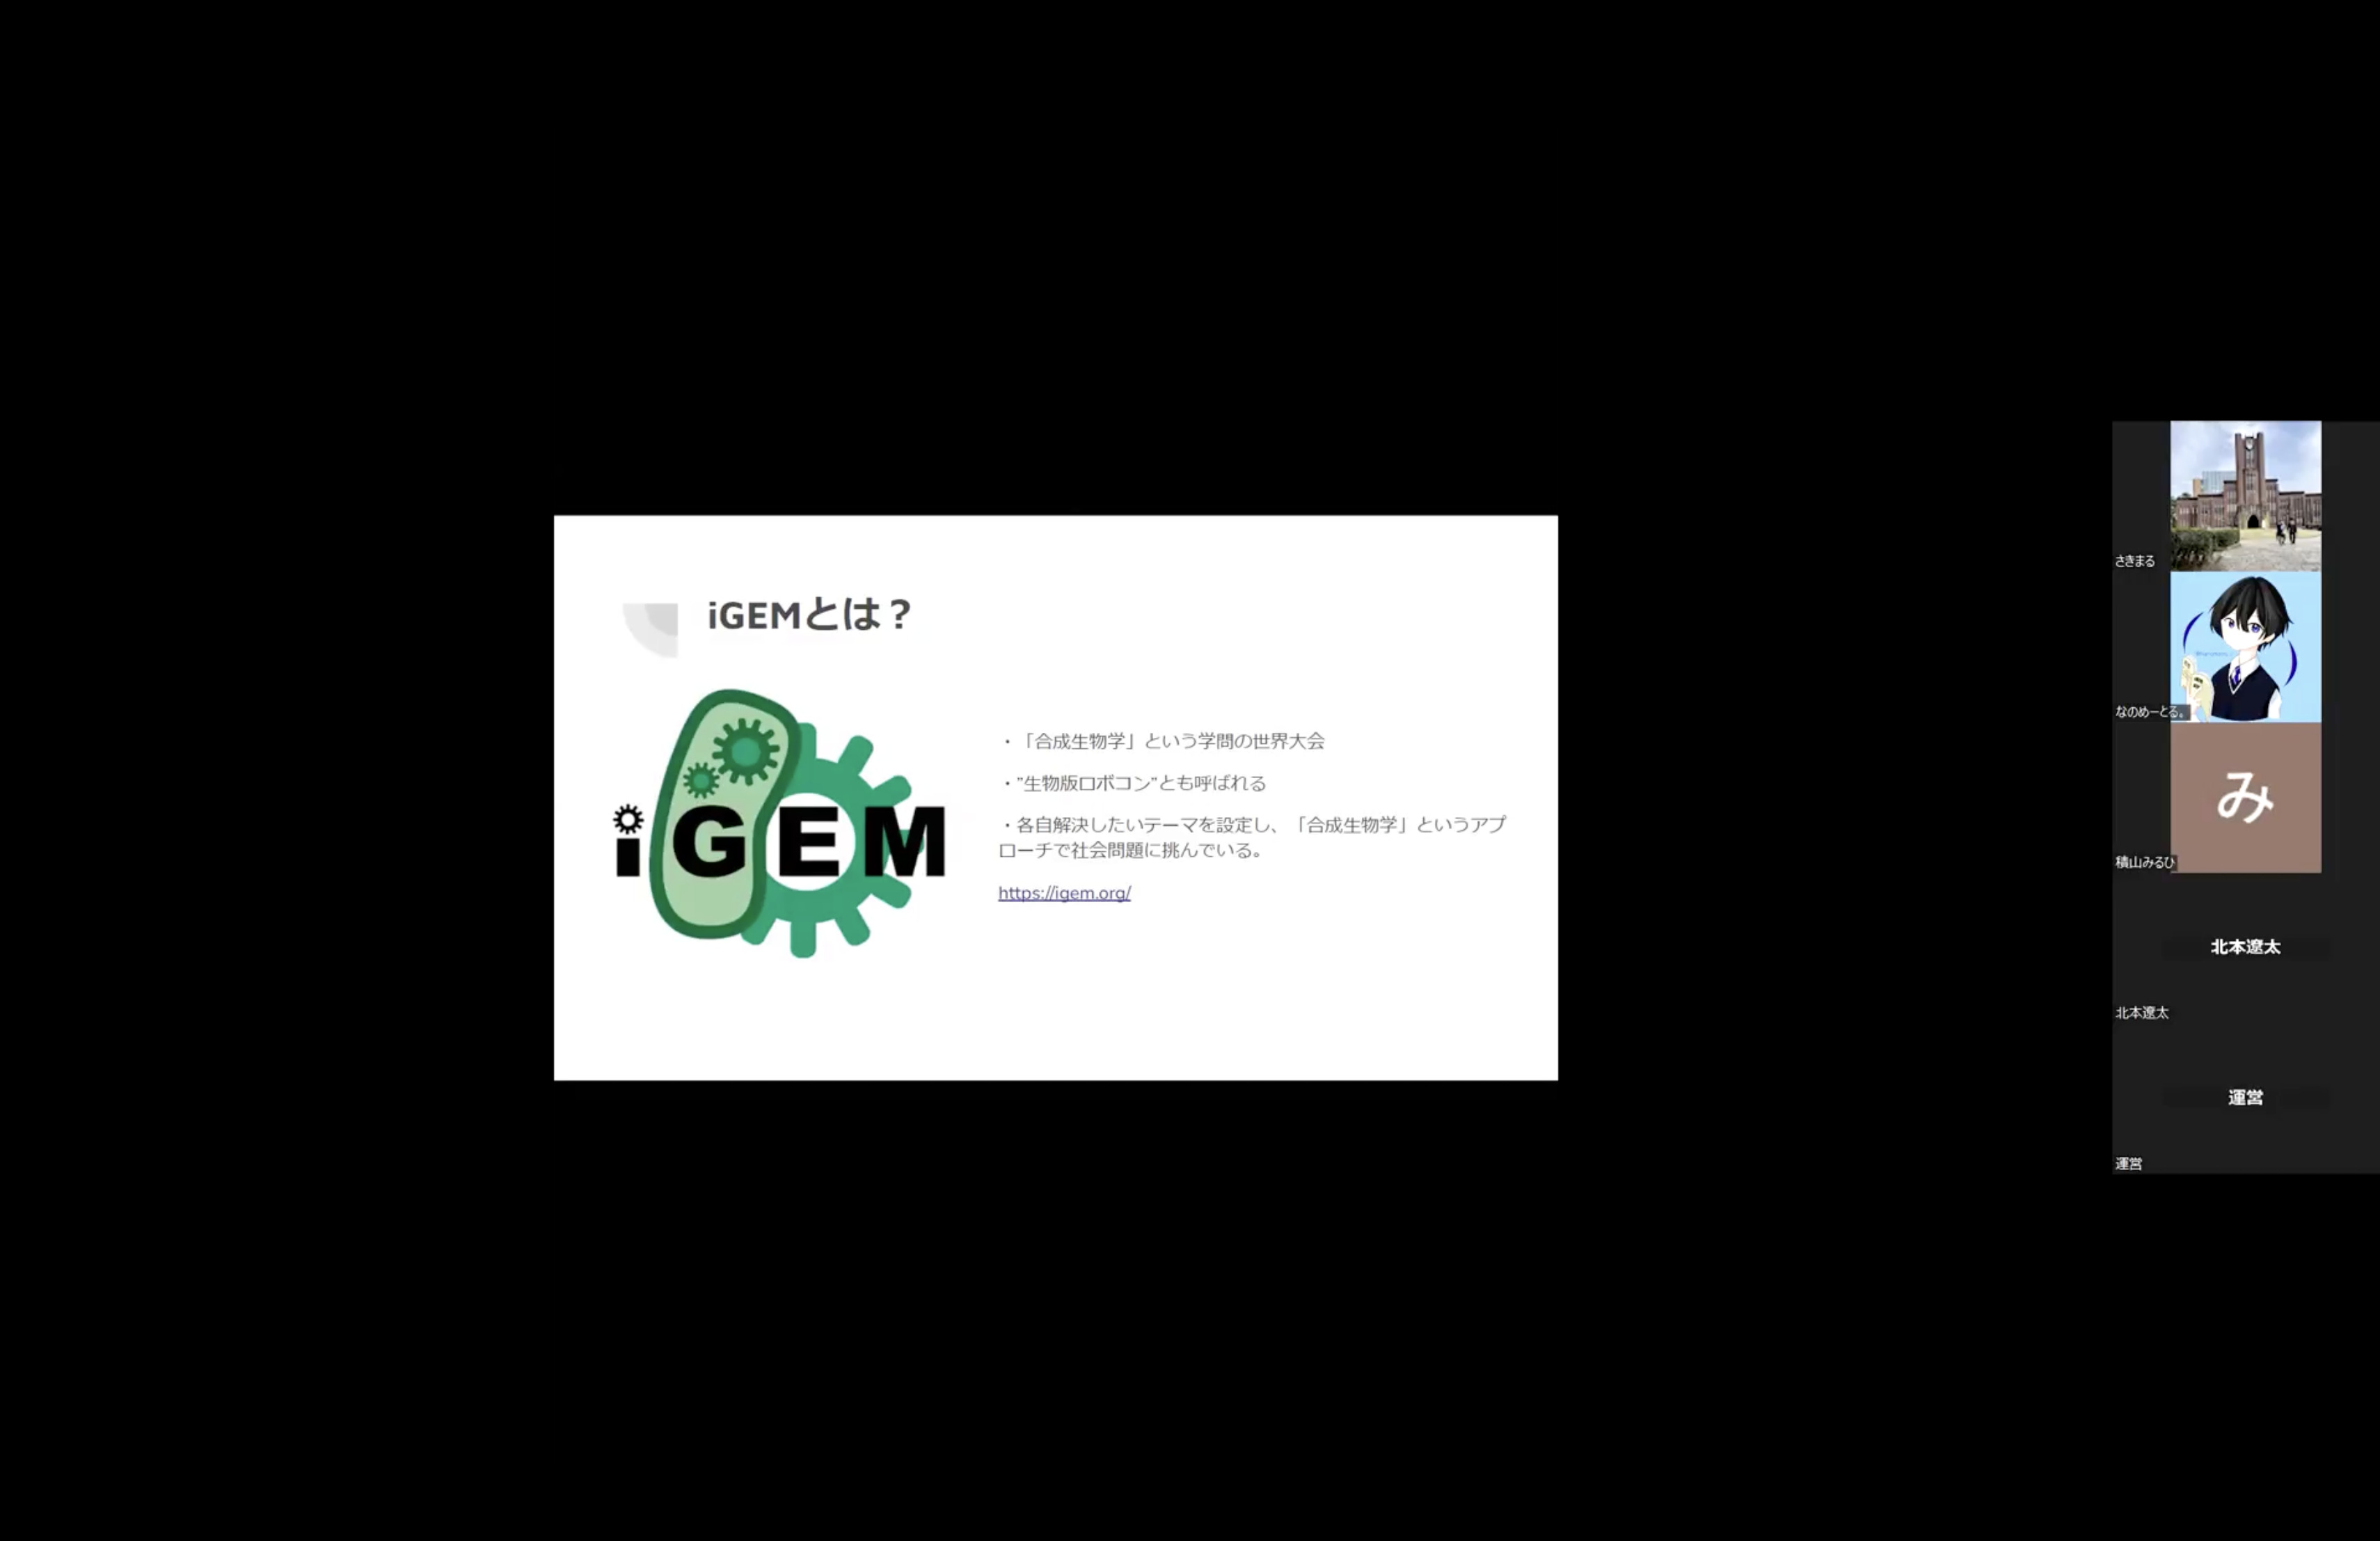 iGEMとは？
iGEM
・「合成生物学」という学問の世界大会
・”生物版ロボコン”とも呼ばれる
・各自解決したいテーマを設定し、「合成生物学」というアプ
ローチで社会問題に挑んでいる。
https://igem.org/
さきまる
なのめーとる。
み
積山みるひ
北本遼太
北本遼太
運営
運営